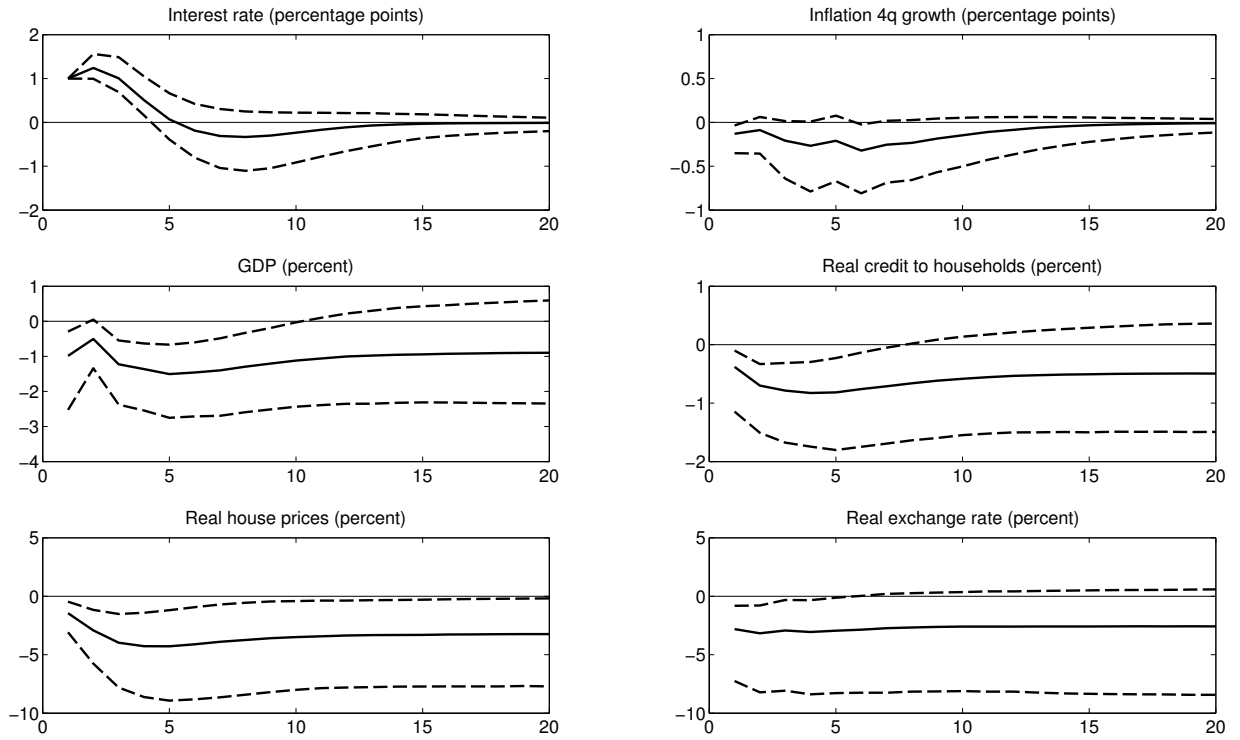 Interest rate (percentage points)
2
1
0
−1
−2
0 5 10 15 20
Inflation 4q growth (percentage points)
1
0.5
0
−0.5
−1
0 5 10 15 20
GDP (percent)
1
0
−1
−2
−3
−4
0 5 10 15 20
Real credit to households (percent)
1
0
−1
−2
0 5 10 15 20
Real house prices (percent)
5
0
−5
−10
0 5 10 15 20
Real exchange rate (percent)
5
0
−5
−10
0 5 10 15 20